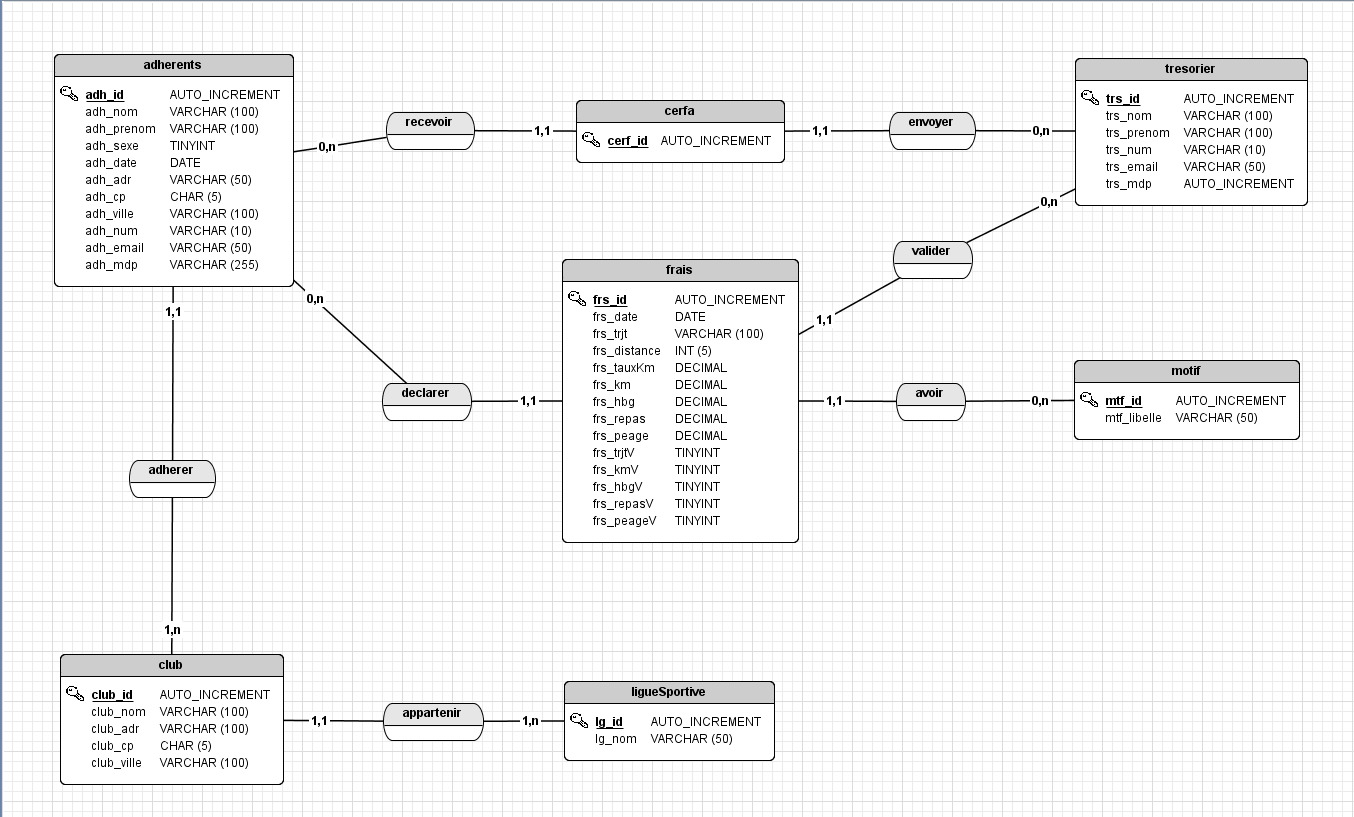 adherents
adh_id AUTO_INCREMENT
adh_nom VARCHAR (100)
adh_prenom VARCHAR (100)
adh_sexe TINYINT
adh_date DATE
adh_adr VARCHAR (50)
adh_cp CHAR (5)
adh_ville VARCHAR (100)
adh_num VARCHAR (10)
adh_email VARCHAR (50)
adh_mdp VARCHAR (255)
0,n
recevoir
1,1
cerfa
cerf_id AUTO_INCREMENT
1,1
envoyer
0,n
tresorier
trs_id AUTO_INCREMENT
trs_nom VARCHAR (100)
trs_prenom VARCHAR (100)
trs_num VARCHAR (10)
trs_email VARCHAR (50)
trs_mdp AUTO_INCREMENT
0,n
valider
1,1
1,1
0,n
declarer
1,1
frais
frs_id AUTO_INCREMENT
frs_date DATE
frs_trjt VARCHAR (100)
frs_distance INT (5)
frs_tauxKm DECIMAL
frs_km DECIMAL
frs_hbg DECIMAL
frs_repas DECIMAL
frs_peage DECIMAL
frs_trjtV TINYINT
frs_kmV TINYINT
frs_hbgV TINYINT
frs_repasV TINYINT
frs_peageV TINYINT
1,1
avoir
0,n
motif
mtf_id AUTO_INCREMENT
mtf_libelle VARCHAR (50)
adherer
1,n
club
club_id AUTO_INCREMENT
club_nom VARCHAR (100)
club_adr VARCHAR (100)
club_cp CHAR (5)
club_ville VARCHAR (100)
1,1
appartenir
1,n
ligueSportive
lg_id AUTO_INCREMENT
lg_nom VARCHAR (50)